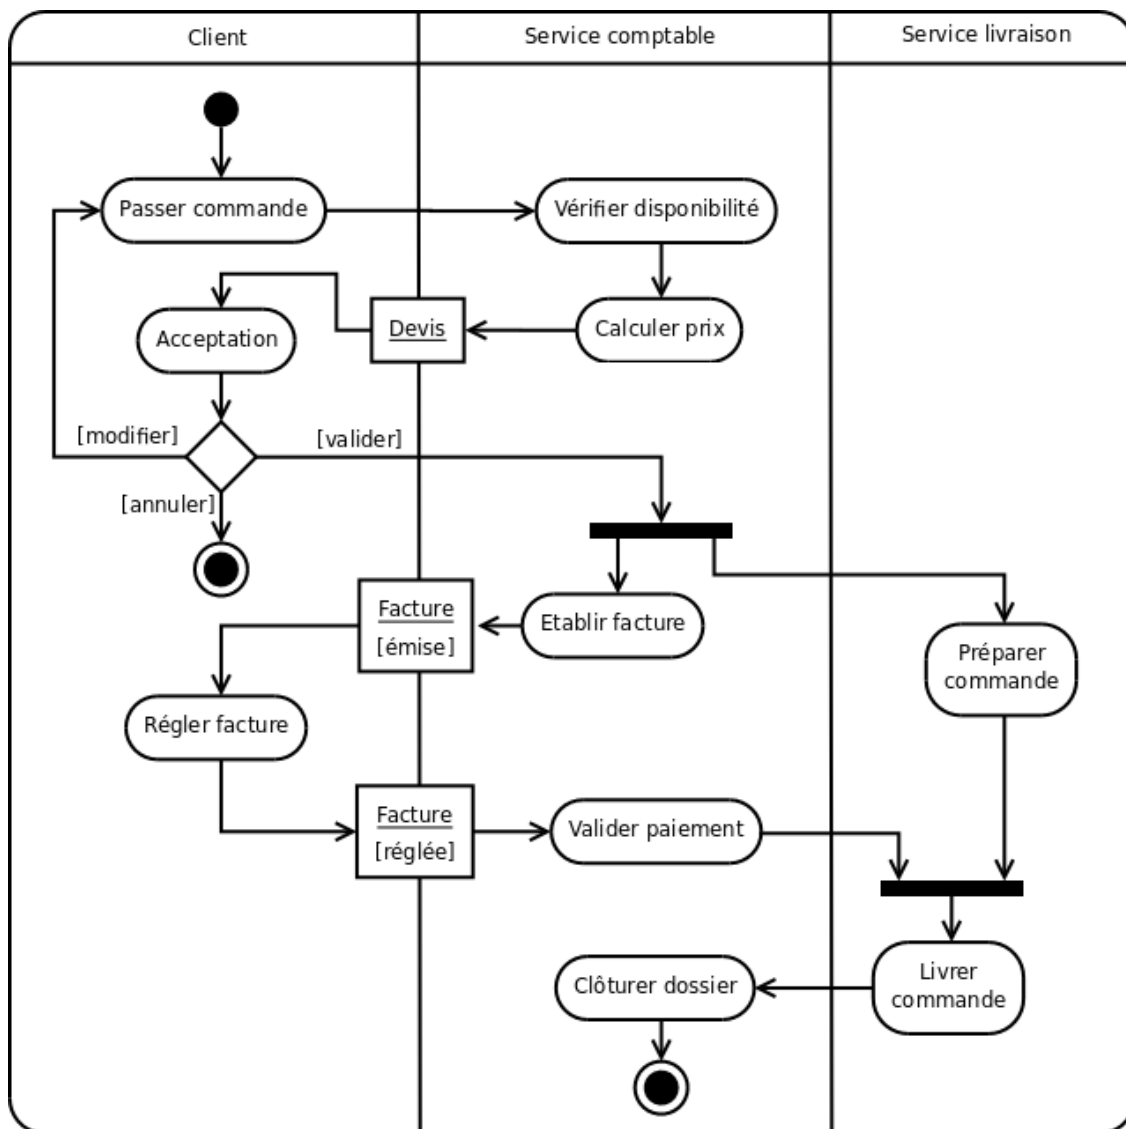 Client
Service comptable
Service livraison
Passer commande
Vérifier disponibilité
Acceptation
Devis
Calculer prix
[modifier]
[valider]
[annuler]
Facture
[émise]
Etablir facture
Préparer
commande
Régler facture
Facture
[réglée]
Valider paiement
Clôturer dossier
Livrer
commande